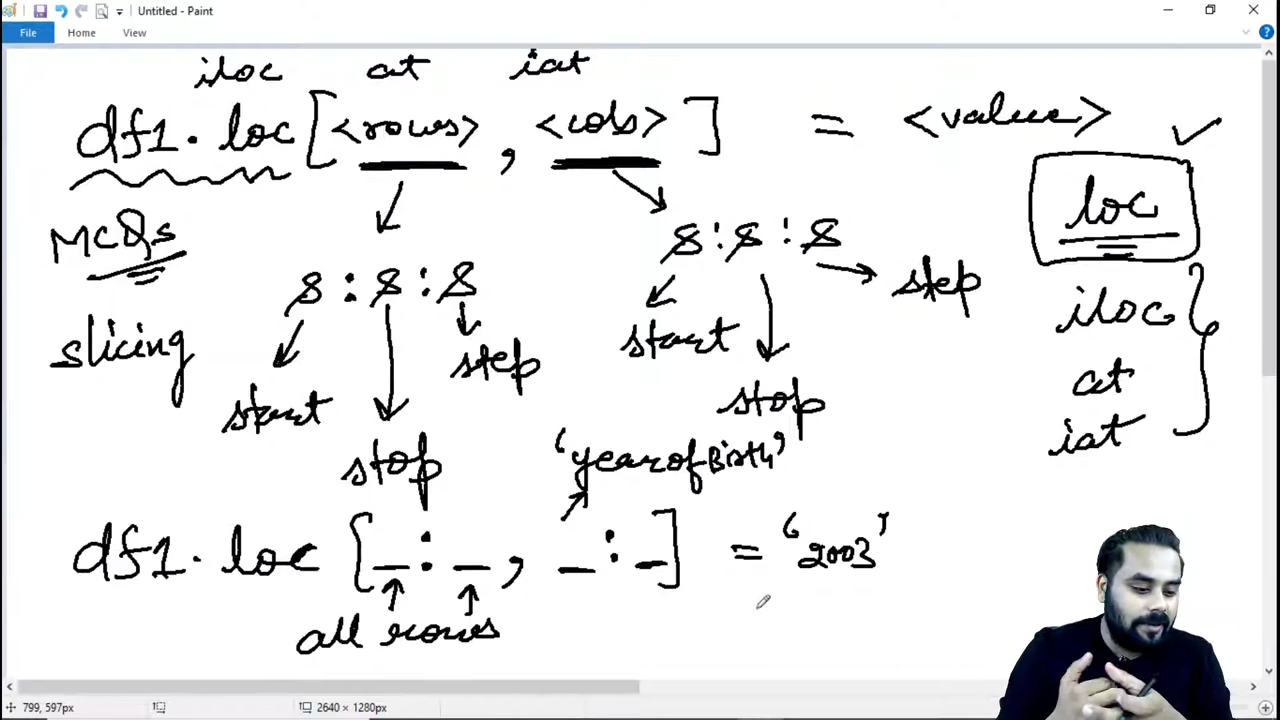 Untitled - Paint
File Home View
iloc at iat
df1.loc[<rows>, <cols>] = <value> ✓
loc
MCQs
s : s : s
s : s : s
step
iloc
slicing
start
step
start
at
stop
stop
iat
'yearofBirth'
df1.loc [_:_, _:_] = '2003'
all rows
799, 597px
2640 × 1280px